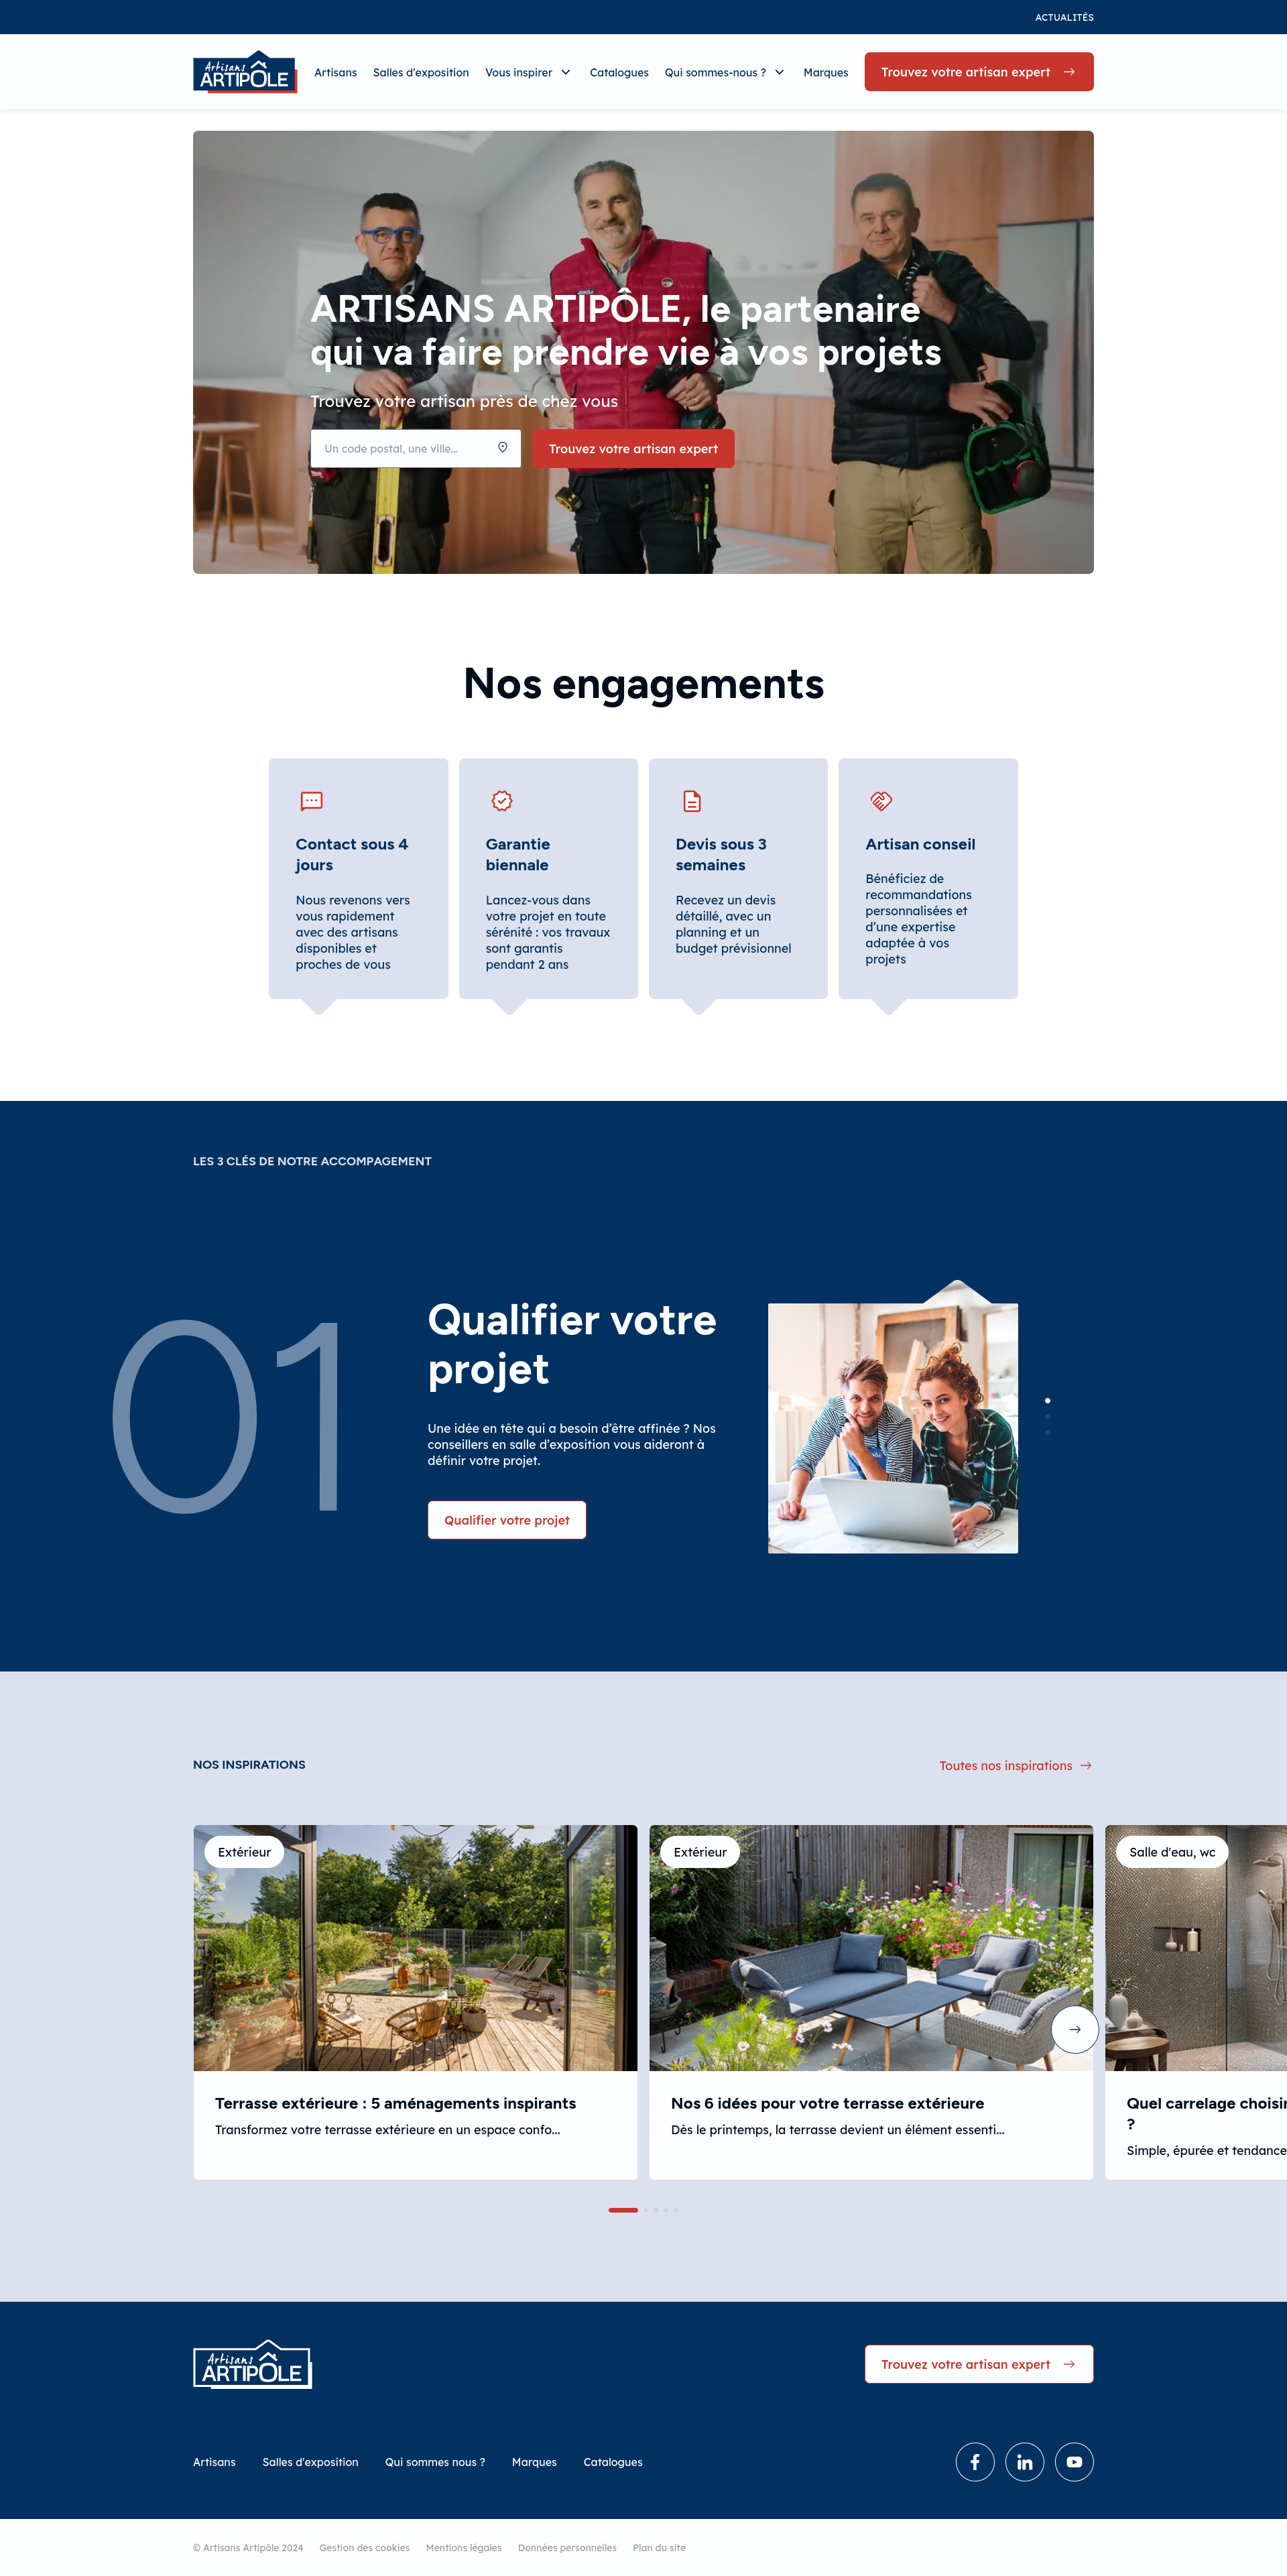 ACTUALITÉS
Artisans
ARTIPÔLE
Artisans
Salles d'exposition
Vous inspirer
Catalogues
Qui sommes-nous ?
Marques
Trouvez votre artisan expert
ARTISANS ARTIPÔLE, le partenaire
qui va faire prendre vie à vos projets
Trouvez votre artisan près de chez vous
Un code postal, une ville...
Trouvez votre artisan expert
Nos engagements
Contact sous 4
jours
Nous revenons vers
vous rapidement
avec des artisans
disponibles et
proches de vous
Garantie
biennale
Lancez-vous dans
votre projet en toute
sérénité : vos travaux
sont garantis
pendant 2 ans
Devis sous 3
semaines
Recevez un devis
détaillé, avec un
planning et un
budget prévisionnel
Artisan conseil
Bénéficiez de
recommandations
personnalisées et
d’une expertise
adaptée à vos
projets
LES 3 CLÉS DE NOTRE ACCOMPAGEMENT
01
Qualifier votre
projet
Une idée en tête qui a besoin d’être affinée ? Nos
conseillers en salle d’exposition vous aideront à
définir votre projet.
Qualifier votre projet
NOS INSPIRATIONS
Toutes nos inspirations
Extérieur
Terrasse extérieure : 5 aménagements inspirants
Transformez votre terrasse extérieure en un espace confo...
Extérieur
Nos 6 idées pour votre terrasse extérieure
Dès le printemps, la terrasse devient un élément essenti...
Salle d'eau, wc
Quel carrelage choisir
?
Simple, épurée et tendance
Artisans
ARTIPÔLE
Trouvez votre artisan expert
Artisans
Salles d'exposition
Qui sommes nous ?
Marques
Catalogues
© Artisans Artipôle 2024
Gestion des cookies
Mentions légales
Données personnelles
Plan du site